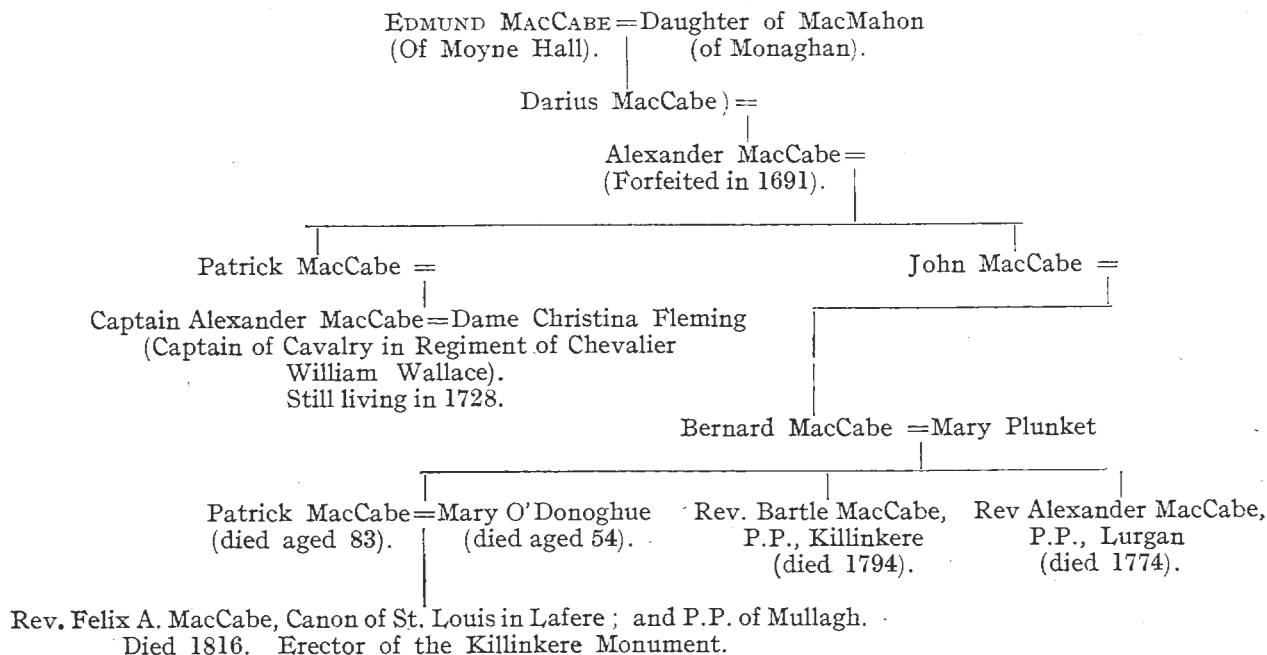 EDMUND MACCABE=Daughter of MacMahon
(Of Moyne Hall). (of Monaghan).
Darius MacCabe) =
Alexander MacCabe=
(Forfeited in 1691).
Patrick MacCabe = John MacCabe =
Captain Alexander MacCabe=Dame Christina Fleming
(Captain of Cavalry in Regiment of Chevalier
William Wallace).
Still living in 1728.
Bernard MacCabe =Mary Plunket
Patrick MacCabe=Mary O'Donoghue Rev. Bartle MacCabe, Rev Alexander MacCabe,
(died aged 83). (died aged 54). P.P., Killinkere P.P., Lurgan
(died 1794). (died 1774).
Rev. Felix A. MacCabe, Canon of St. Louis in Lafere ; and P.P. of Mullagh.
Died 1816. Erector of the Killinkere Monument.